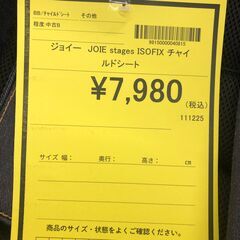 BB/チャイルドシート その他
程度:中古B
9015000040815
ジョイー JOIE stages ISOFIX チャイ
ルドシート
¥7,980
(税込)
111225
サイズ 幅: 奥行: 高さ: cm
商品のサイズ・状態をよくご確認ください。